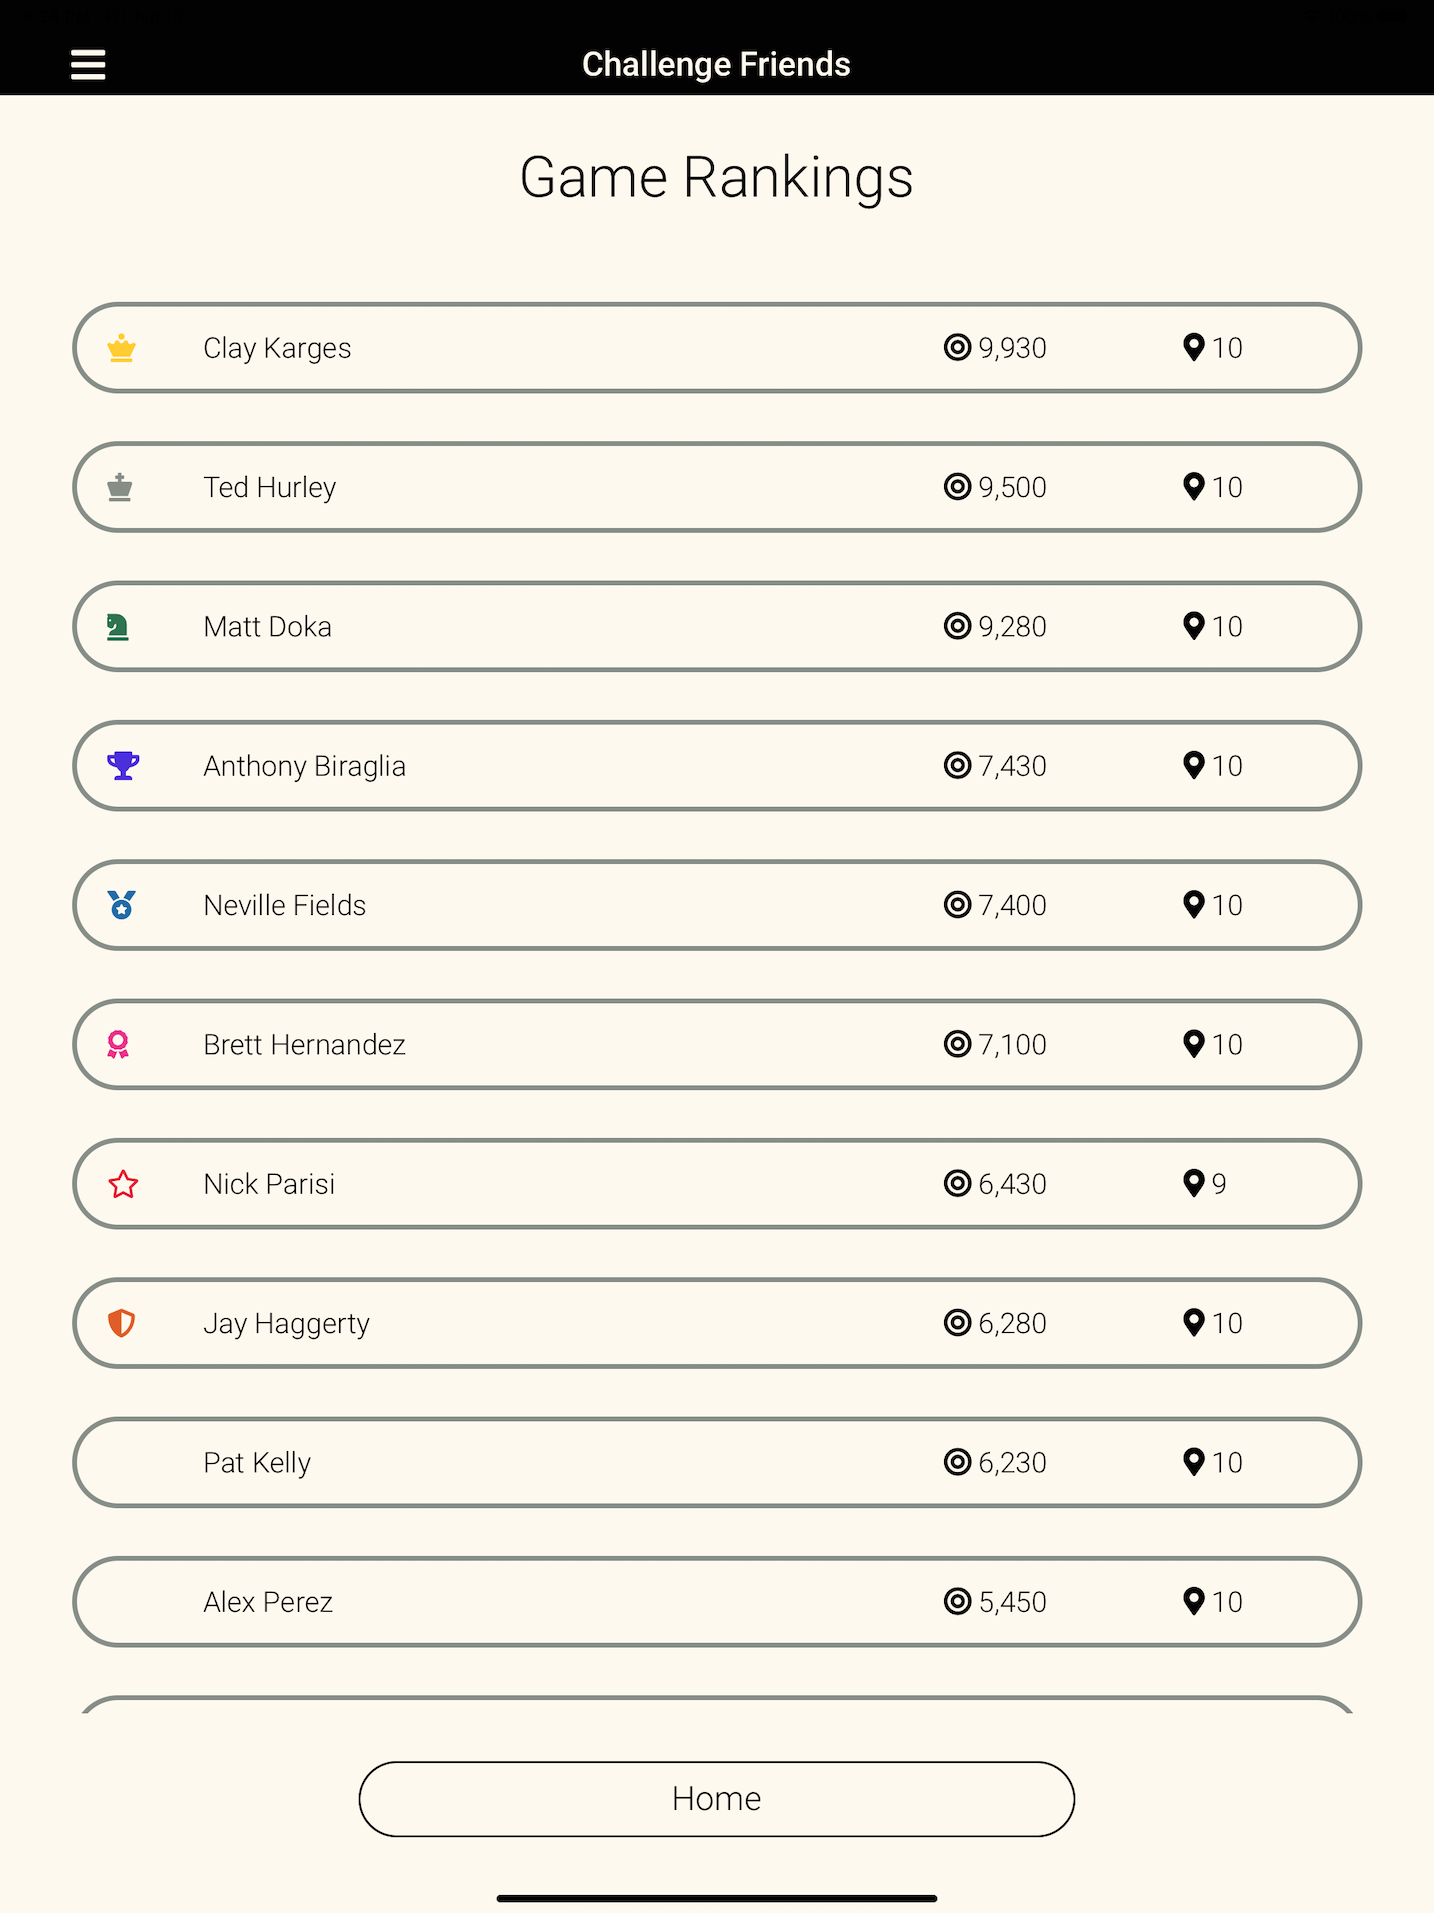 Challenge Friends
Game Rankings
Clay Karges 9,930 10
Ted Hurley 9,500 10
Matt Doka 9,280 10
Anthony Biraglia 7,430 10
Neville Fields 7,400 10
Brett Hernandez 7,100 10
Nick Parisi 6,430 9
Jay Haggerty 6,280 10
Pat Kelly 6,230 10
Alex Perez 5,450 10
Home